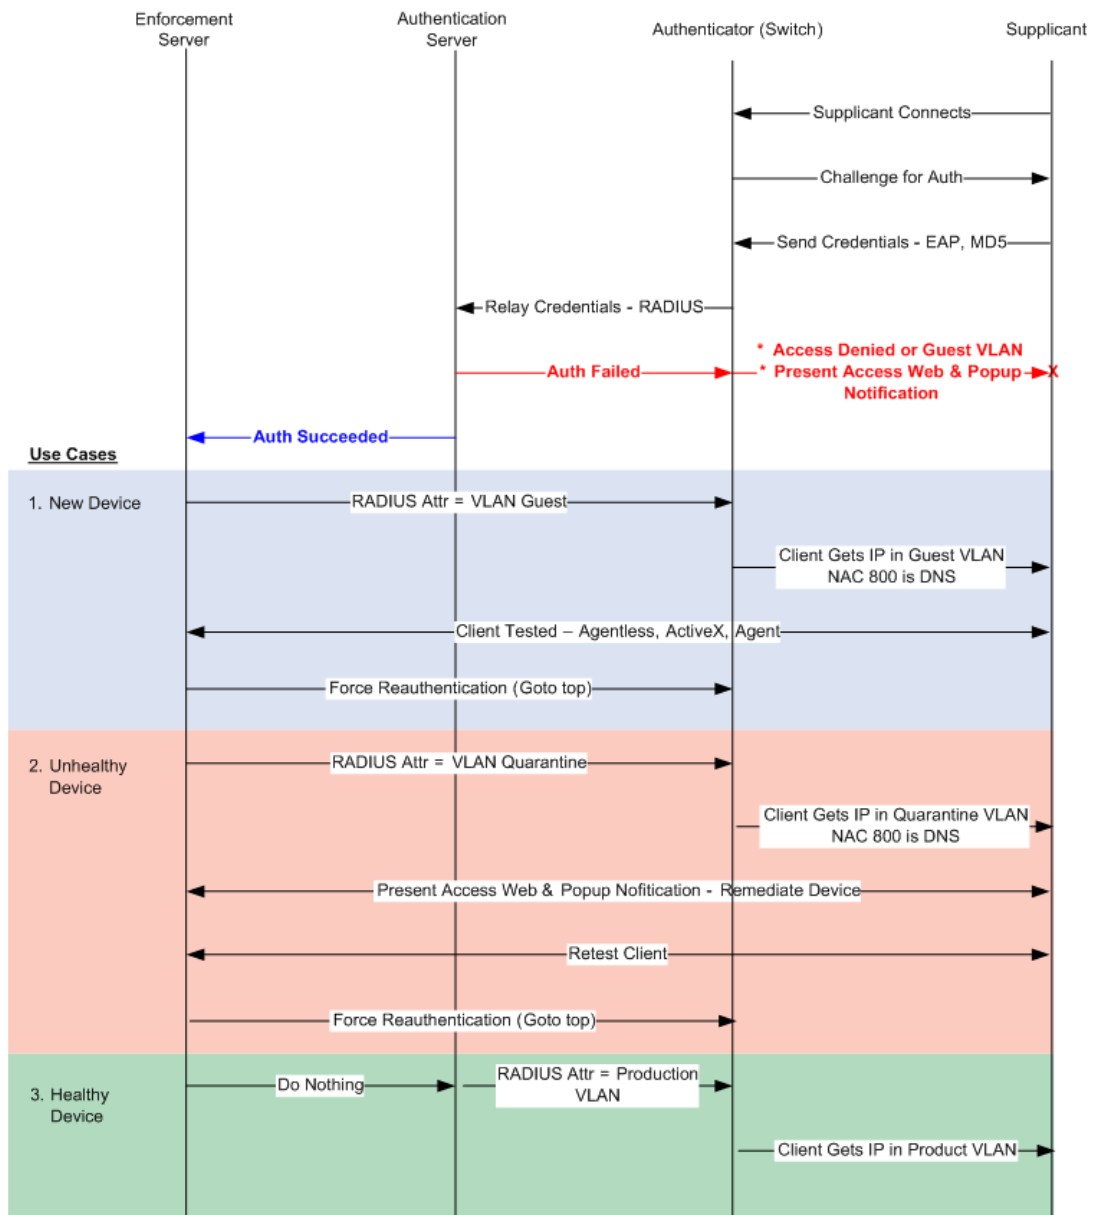 Enforcement
Server
Authentication
Server
Authenticator (Switch)
Supplicant
Supplicant Connects
Challenge for Auth
Send Credentials - EAP, MD5
Relay Credentials - RADIUS
Auth Failed
* Access Denied or Guest VLAN
* Present Access Web & Popup
Notification
X
Auth Succeeded
Use Cases
1. New Device
RADIUS Attr = VLAN Guest
Client Gets IP in Guest VLAN
NAC 800 is DNS
Client Tested – Agentless, ActiveX, Agent
Force Reauthentication (Goto top)
2. Unhealthy
Device
RADIUS Attr = VLAN Quarantine
Client Gets IP in Quarantine VLAN
NAC 800 is DNS
Present Access Web & Popup Nofitication - Remediate Device
Retest Client
Force Reauthentication (Goto top)
3. Healthy
Device
Do Nothing
RADIUS Attr = Production
VLAN
Client Gets IP in Product VLAN